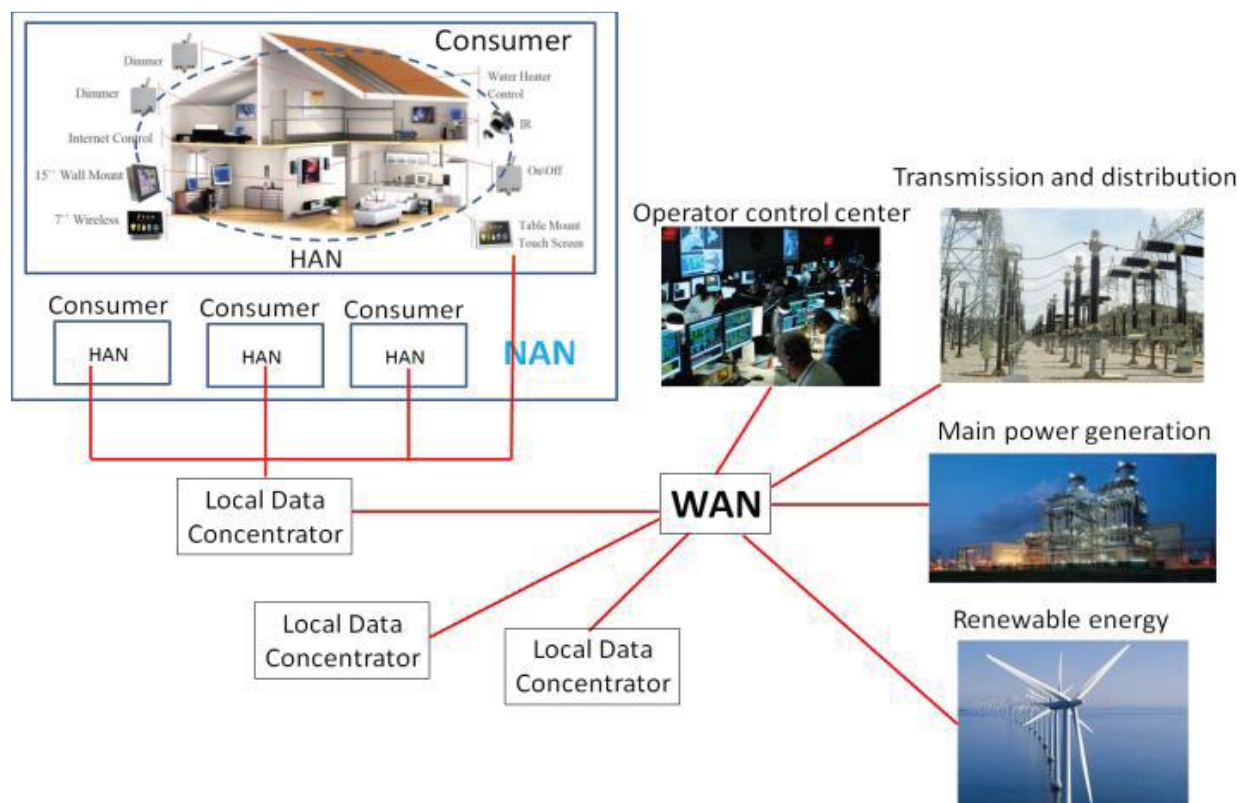 Consumer
Dimmer
Dimmer
Internet Control
15´´ Wall Mount
7´´ Wireless
Water Heater
Control
IR
On/Off
Table Mount
Touch Screen
HAN
Consumer
Consumer
Consumer
HAN
HAN
HAN
NAN
Operator control center
Transmission and distribution
Main power generation
Renewable energy
WAN
Local Data
Concentrator
Local Data
Concentrator
Local Data
Concentrator